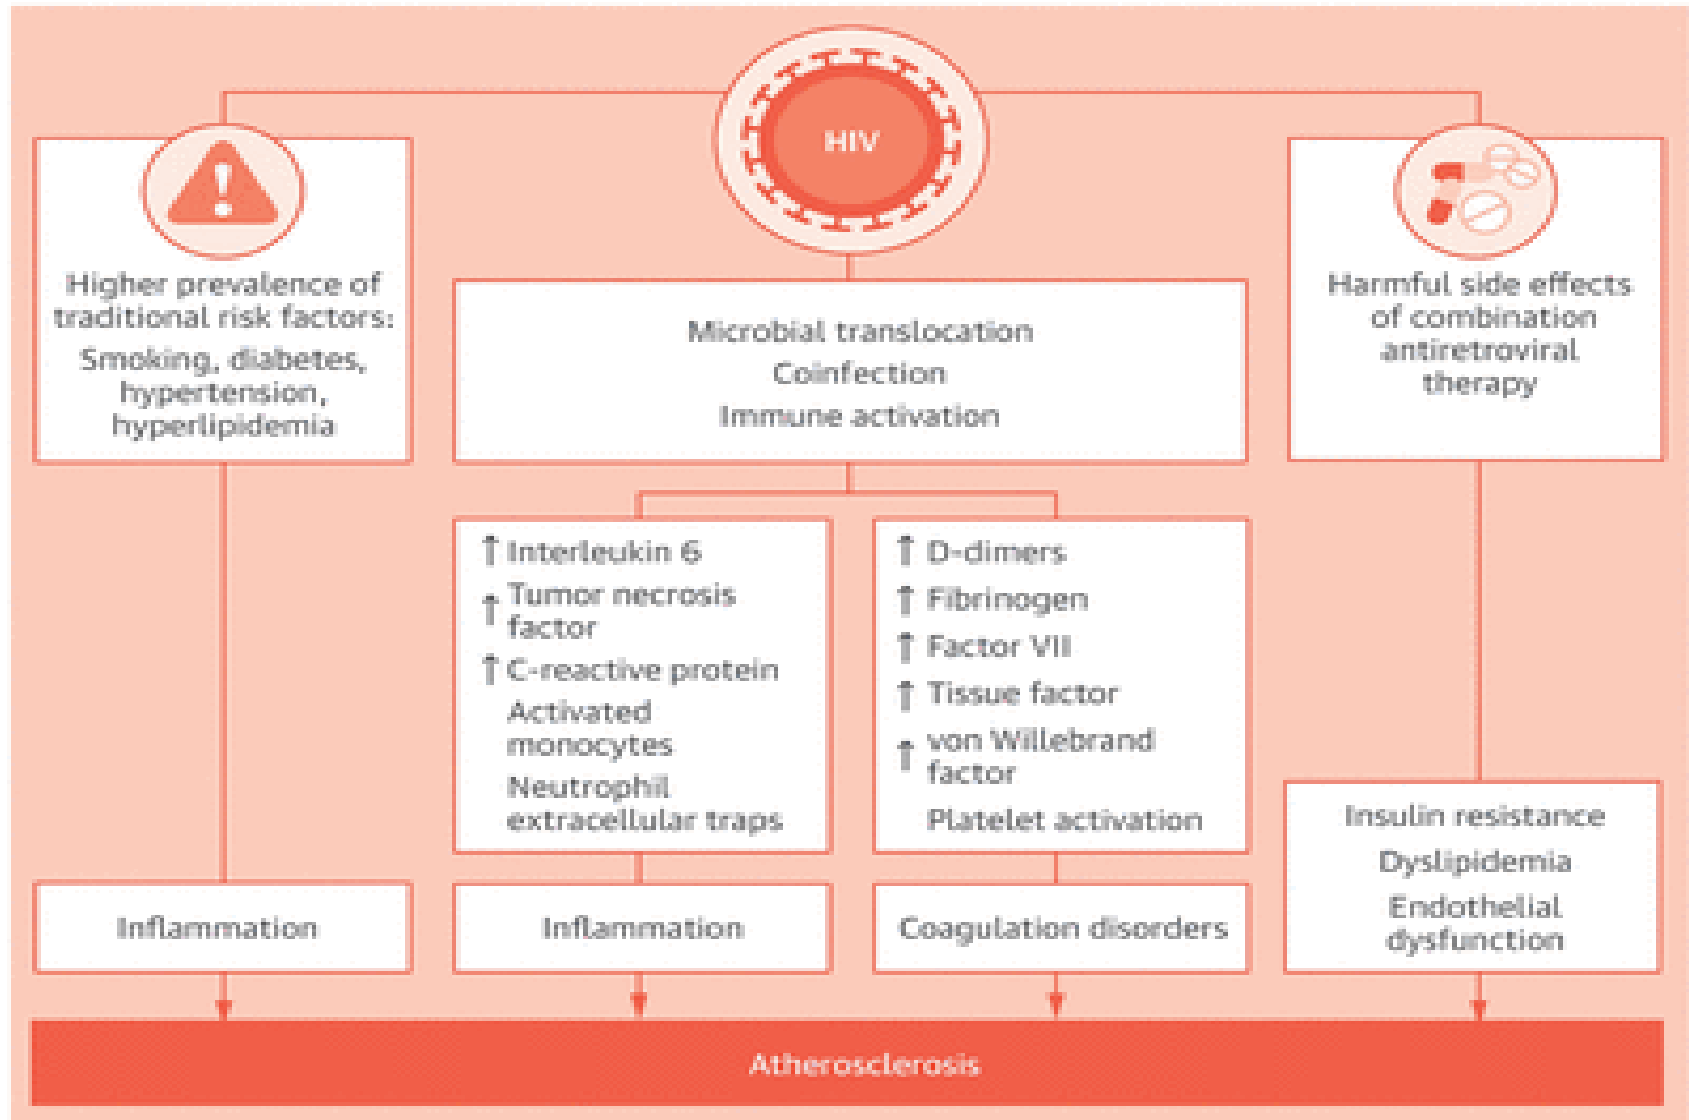 HIV
Higher prevalence of
traditional risk factors:
Smoking, diabetes,
hypertension,
hyperlipidemia
Microbial translocation
Coinfection
Immune activation
Harmful side effects
of combination
antiretroviral
therapy
↑ Interleukin 6
↑ Tumor necrosis
factor
↑ C-reactive protein
Activated
monocytes
Neutrophil
extracellular traps
↑ D-dimers
↑ Fibrinogen
↑ Factor VII
↑ Tissue factor
↑ von Willebrand
factor
Platelet activation
Insulin resistance
Dyslipidemia
Endothelial
dysfunction
Inflammation
Inflammation
Coagulation disorders
Atherosclerosis